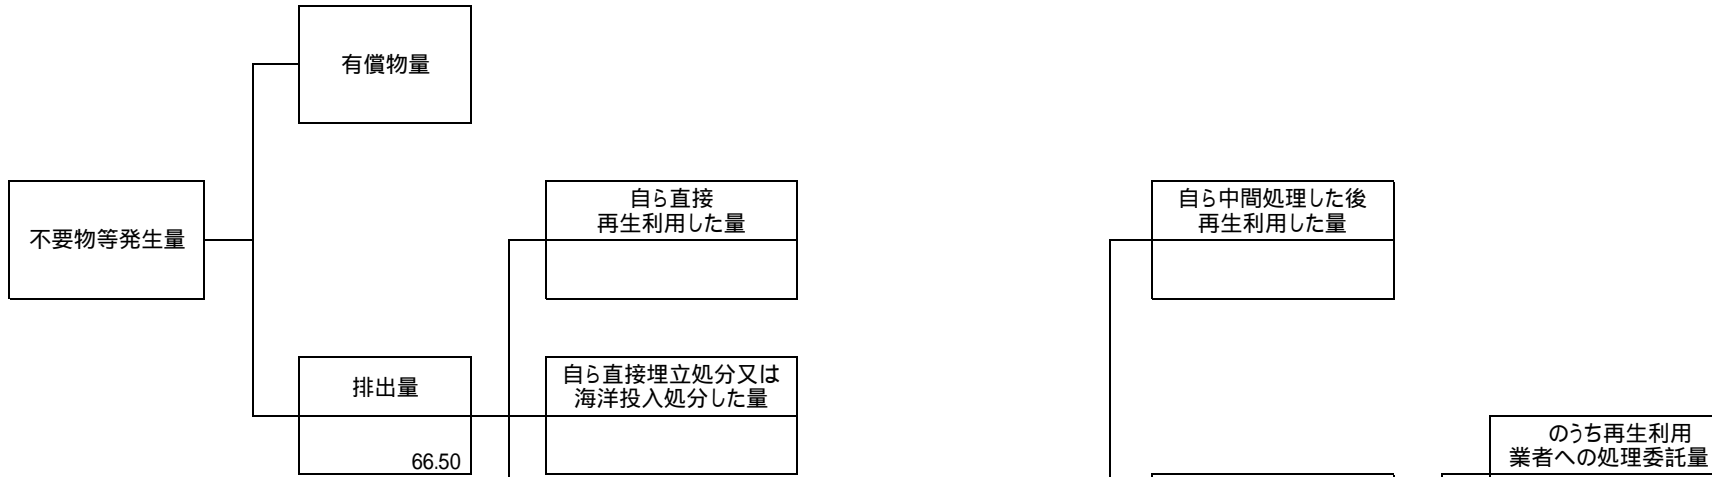 有償物量
不要物等発生量
自ら直接
再生利用した量
自ら中間処理した後
再生利用した量
排出量
66.50
自ら直接埋立処分又は
海洋投入処分した量
のうち再生利用
業者への処理委託量